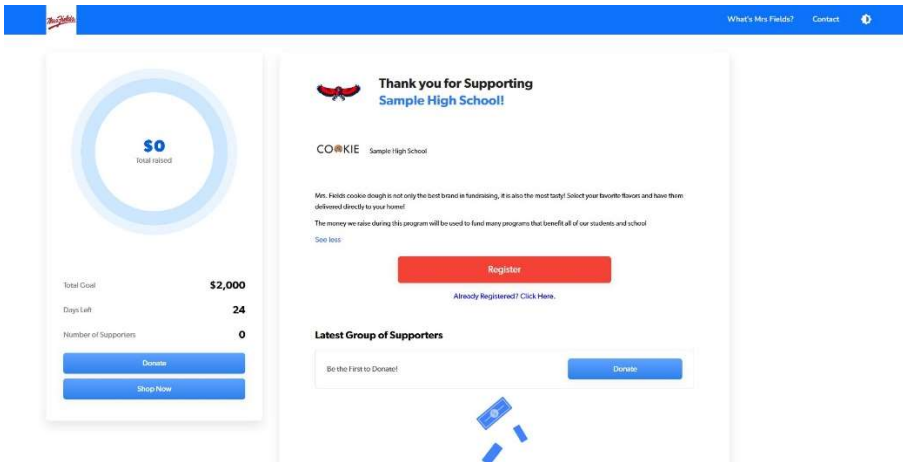 Mrs. Fields
What's Mrs Fields?
Contact
$0
Total raised
Total Goal
$2,000
Days Left
24
Number of Supporters
0
Donate
Shop Now
Thank you for Supporting
Sample High School!
COOKIE
Sample High School
Mrs. Fields cookie dough is not only the best brand in fundraising, it is also the most tasty! Select your favorite flavors and have them
delivered directly to your home!
The money we raise during this program will be used to fund many programs that benefit all of our students and school
See less
Register
Already Registered? Click Here.
Latest Group of Supporters
Be the First to Donate!
Donate